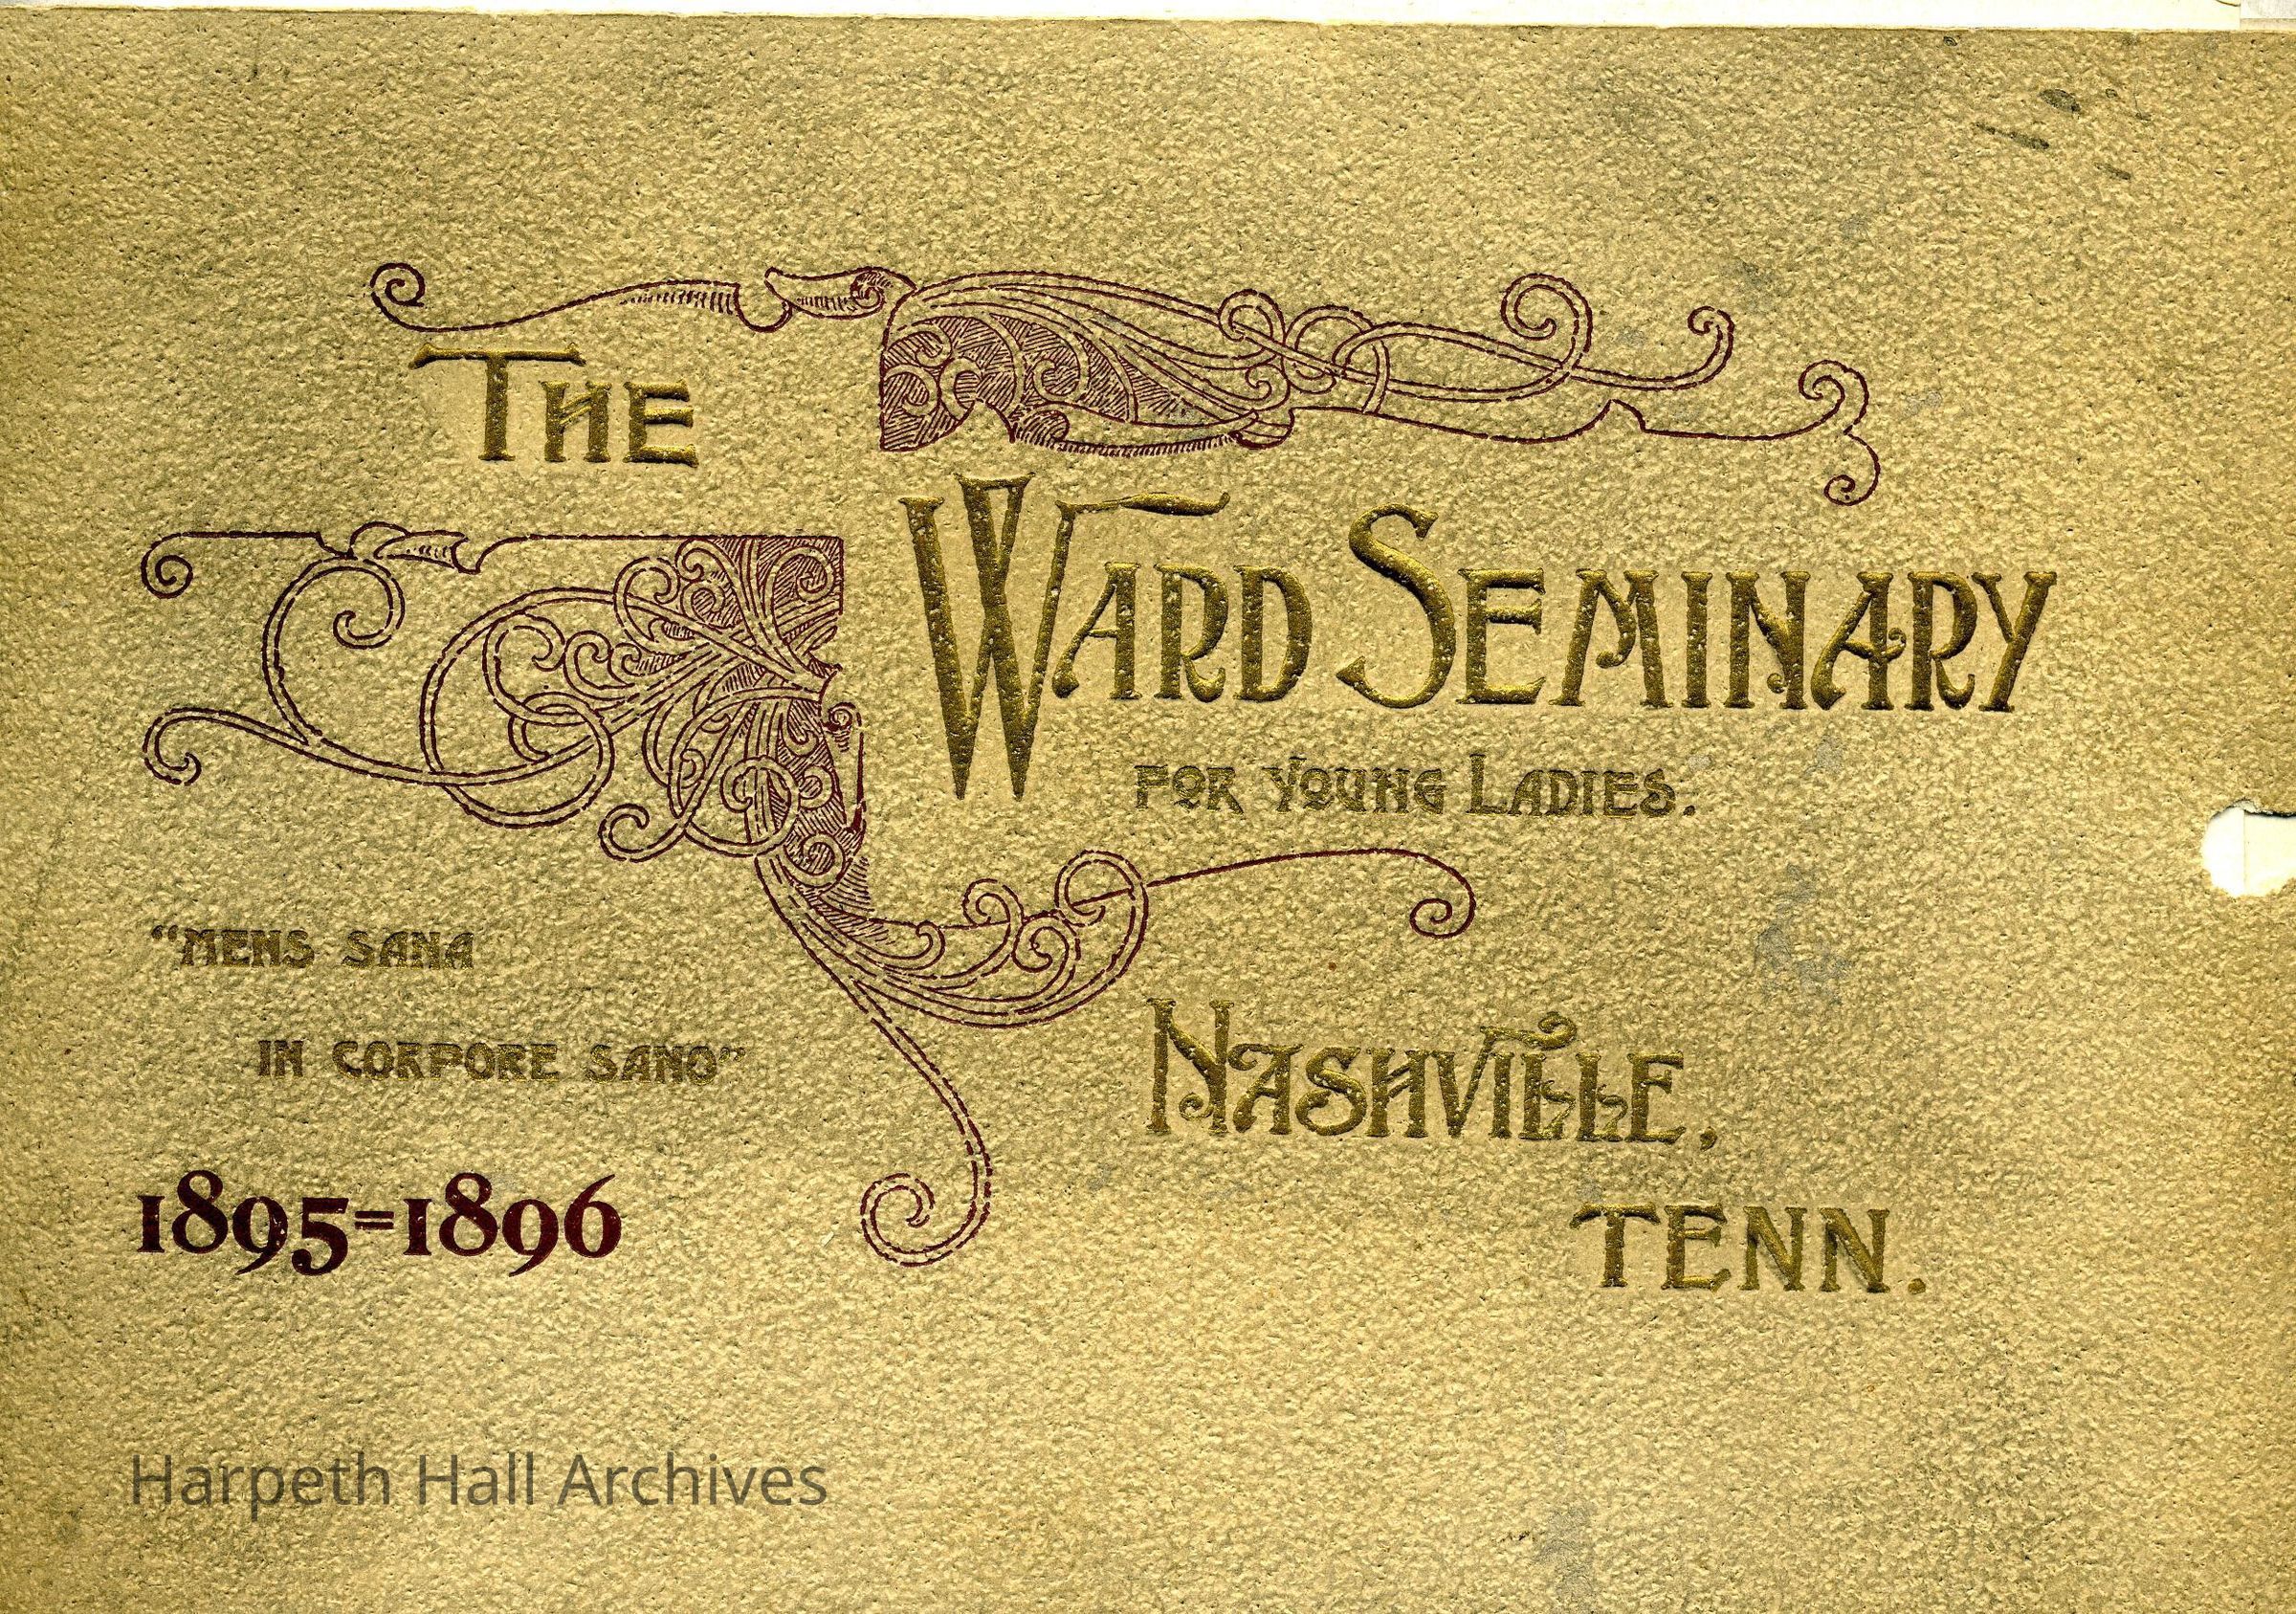 The
Ward Seminary
for Young Ladies.
"Mens Sana
in Corpore Sano"
Nashville,
Tenn.
1895=1896
Harpeth Hall Archives